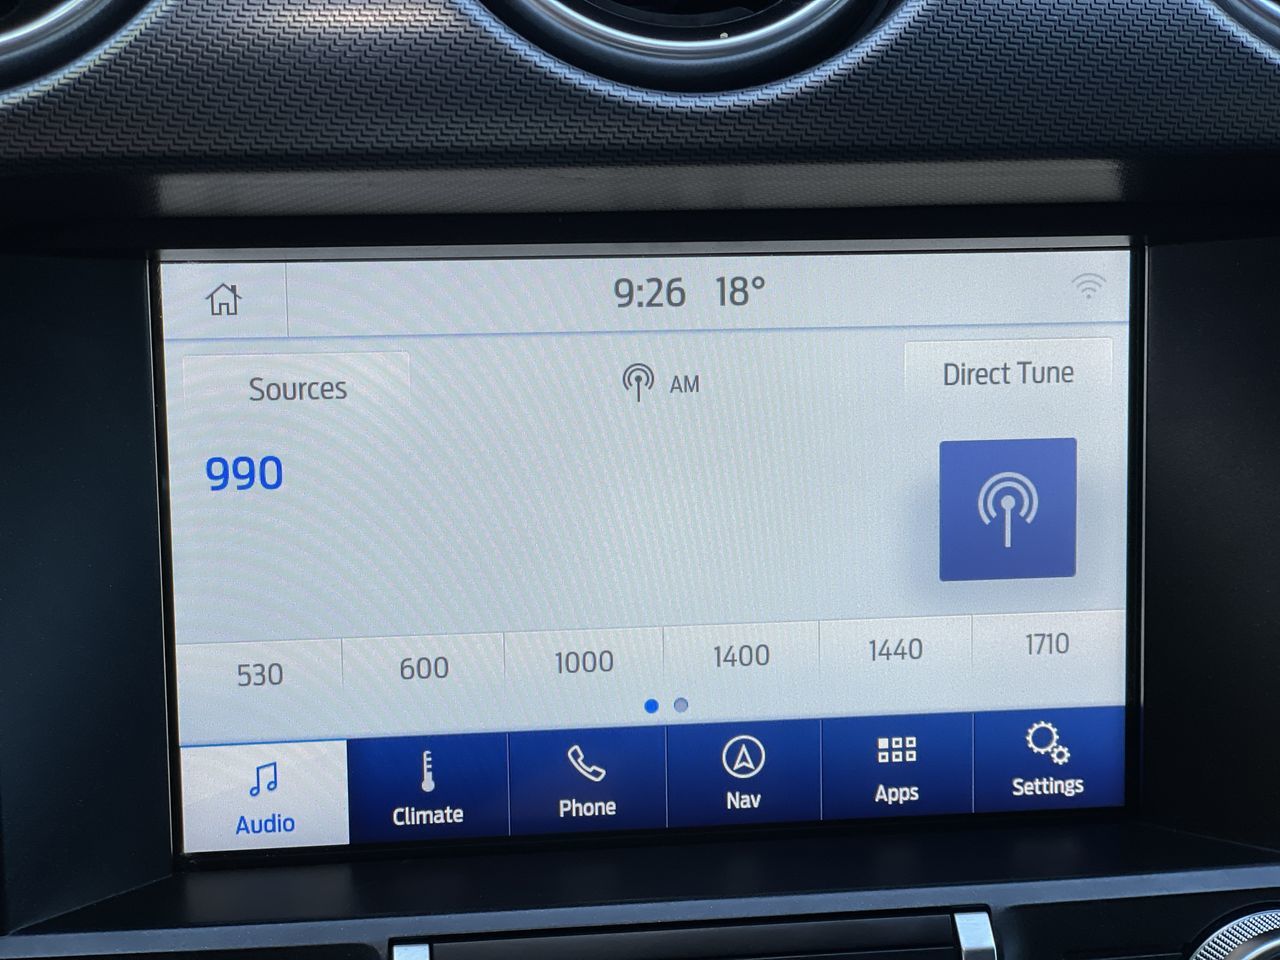 9:26 18°
Sources
AM
Direct Tune
990
530 600 1000 1400 1440 1710
Audio Climate Phone Nav Apps Settings